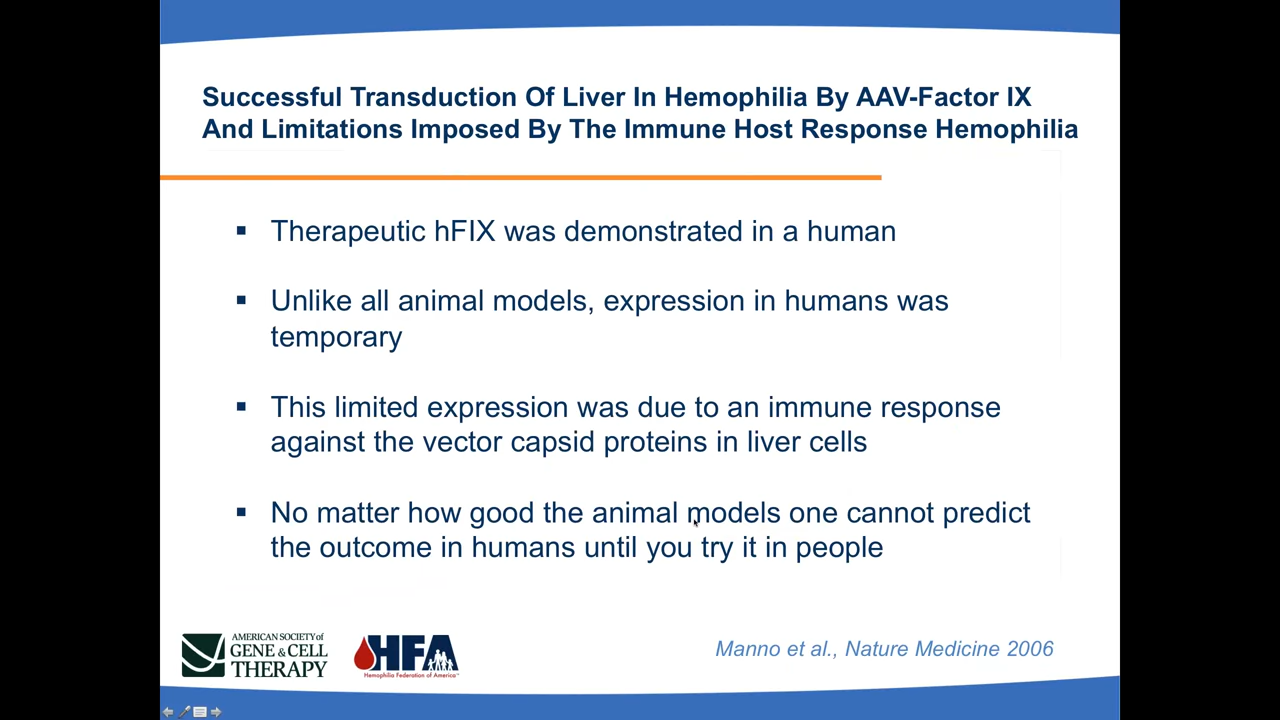 Successful Transduction Of Liver In Hemophilia By AAV-Factor IX
And Limitations Imposed By The Immune Host Response Hemophilia
▪ Therapeutic hFIX was demonstrated in a human
▪ Unlike all animal models, expression in humans was
temporary
▪ This limited expression was due to an immune response
against the vector capsid proteins in liver cells
▪ No matter how good the animal models one cannot predict
the outcome in humans until you try it in people
AMERICAN SOCIETY of
GENE & CELL
THERAPY
HFA
Hemophilia Federation of America™
Manno et al., Nature Medicine 2006